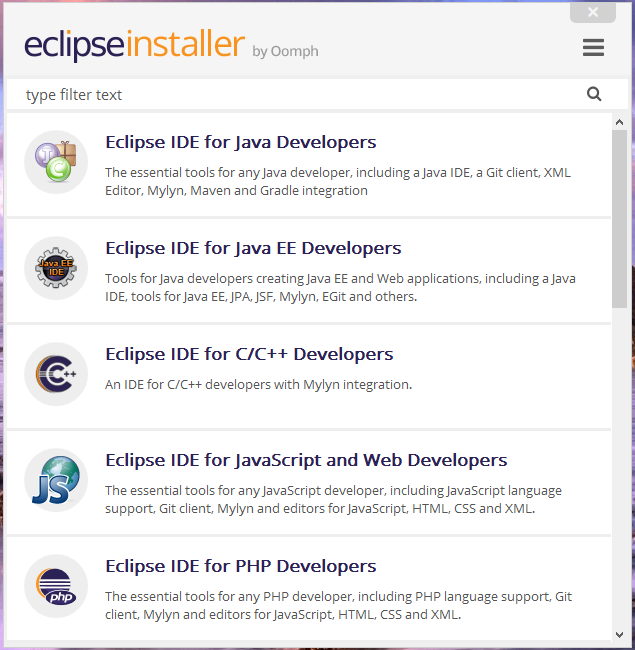 eclipseinstaller by Oomph
type filter text
Eclipse IDE for Java Developers
The essential tools for any Java developer, including a Java IDE, a Git client, XML
Editor, Mylyn, Maven and Gradle integration
Java EE
IDE
Eclipse IDE for Java EE Developers
Tools for Java developers creating Java EE and Web applications, including a Java
IDE, tools for Java EE, JPA, JSF, Mylyn, EGit and others.
C++
Eclipse IDE for C/C++ Developers
An IDE for C/C++ developers with Mylyn integration.
JS
Eclipse IDE for JavaScript and Web Developers
The essential tools for any JavaScript developer, including JavaScript language
support, Git client, Mylyn and editors for JavaScript, HTML, CSS and XML.
php
Eclipse IDE for PHP Developers
The essential tools for any PHP developer, including PHP language support, Git
client, Mylyn and editors for JavaScript, HTML, CSS and XML.